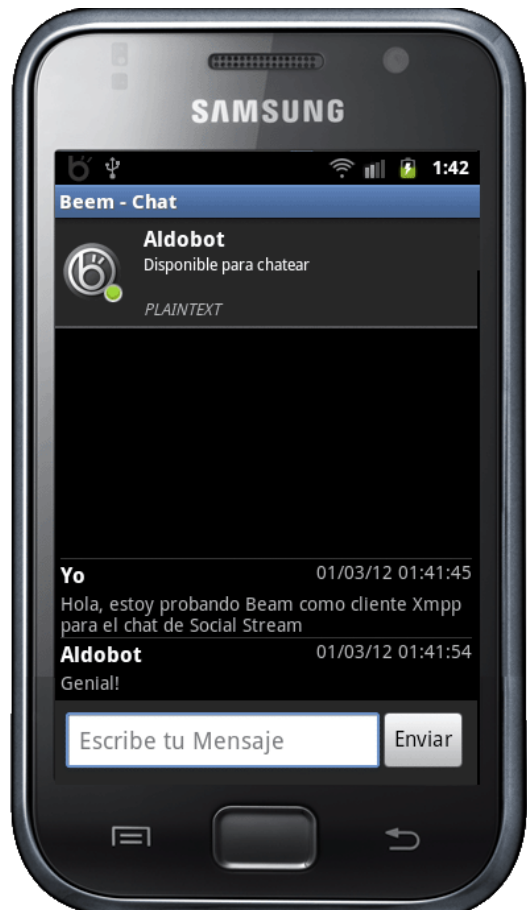 SAMSUNG
1:42
Beem - Chat
Aldobot
Disponible para chatear
PLAINTEXT
Yo 01/03/12 01:41:45
Hola, estoy probando Beam como cliente Xmpp
para el chat de Social Stream
Aldobot 01/03/12 01:41:54
Genial!
Escribe tu Mensaje Enviar